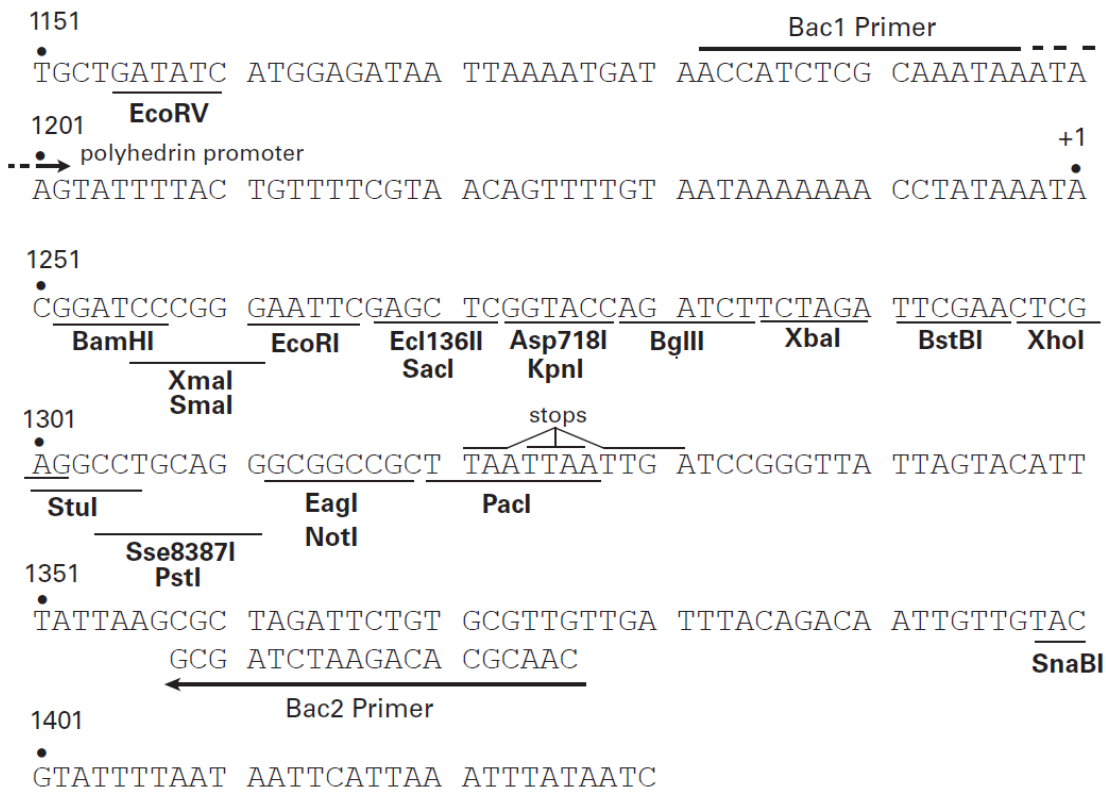 1151
Bac1 Primer
TGCTGATATC ATGGAGATAA TTAAAATGAT AACCATCTCG CAAATAAATA
EcoRV
1201
polyhedrin promoter
+1
AGTATTTTAC TGTTTTCGTA ACAGTTTTGT AATAAAAAAA CCTATAAATA
1251
CGGATCCCGG GAATTCGAGC TCGGTACCAG ATCTTCTAGA TTCGAACTCG
BamHI EcoRI Ecl136II Asp718I BglII XbaI BstBI XhoI
SacI KpnI
XmaI
SmaI
1301
stops
AGGCCTGCAG GGCGGCCGCT TAATTAATTG ATCCGGGTTA TTAGTACATT
StuI EagI PacI
NotI
Sse8387I
PstI
1351
TATTAAGCGC TAGATTCTGT GCGTTGTTGA TTTACAGACA ATTGTTGTAC
GCG ATCTAAGACA CGCAAC
SnaBI
Bac2 Primer
1401
GTATTTTAAT AATTCATTAA ATTTATAATC